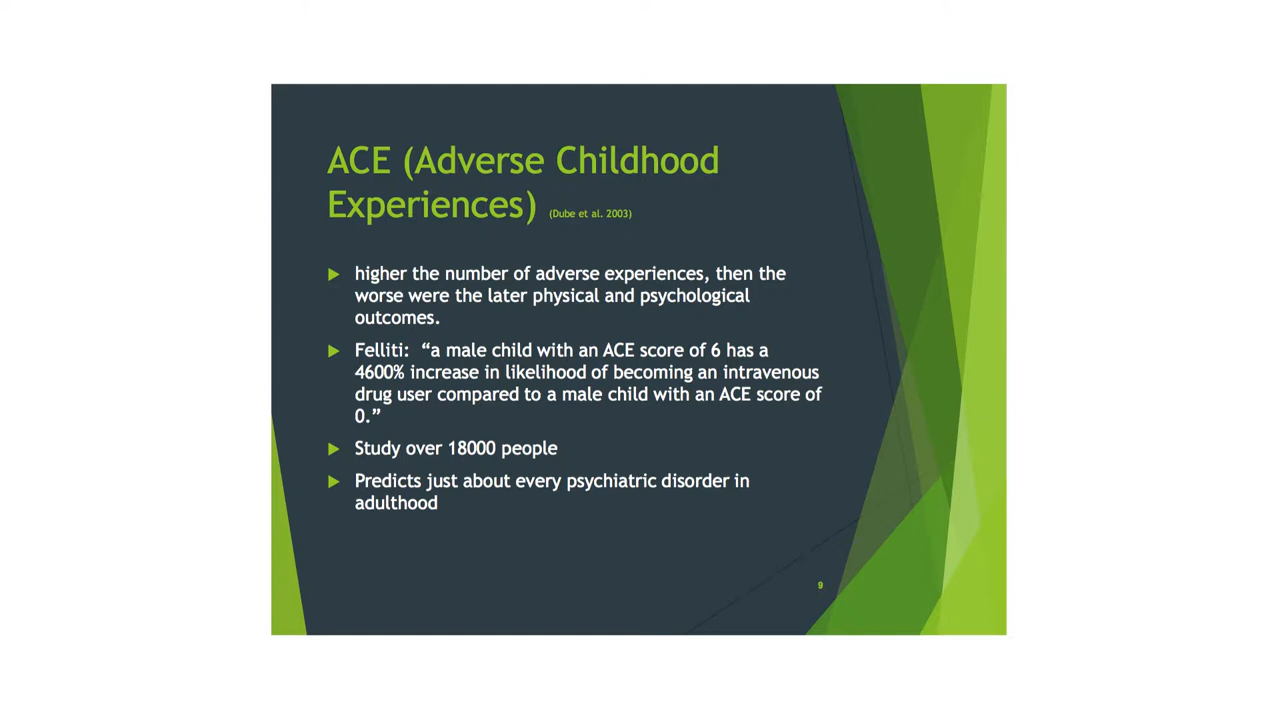 ACE (Adverse Childhood
Experiences) (Dube et al. 2003)
higher the number of adverse experiences, then the
worse were the later physical and psychological
outcomes.
Felliti: “a male child with an ACE score of 6 has a
4600% increase in likelihood of becoming an intravenous
drug user compared to a male child with an ACE score of
0.”
Study over 18000 people
Predicts just about every psychiatric disorder in
adulthood
9